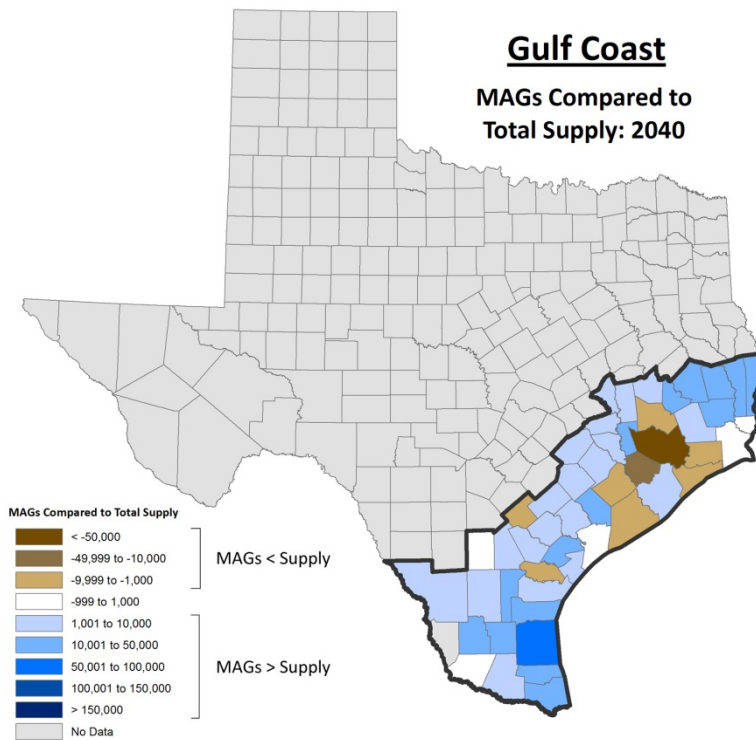 Gulf Coast
MAGs Compared to
Total Supply: 2040
MAGs Compared to Total Supply
< -50,000
-49,999 to -10,000
-9,999 to -1,000
MAGs < Supply
-999 to 1,000
1,001 to 10,000
10,001 to 50,000
50,001 to 100,000
100,001 to 150,000
> 150,000
MAGs > Supply
No Data